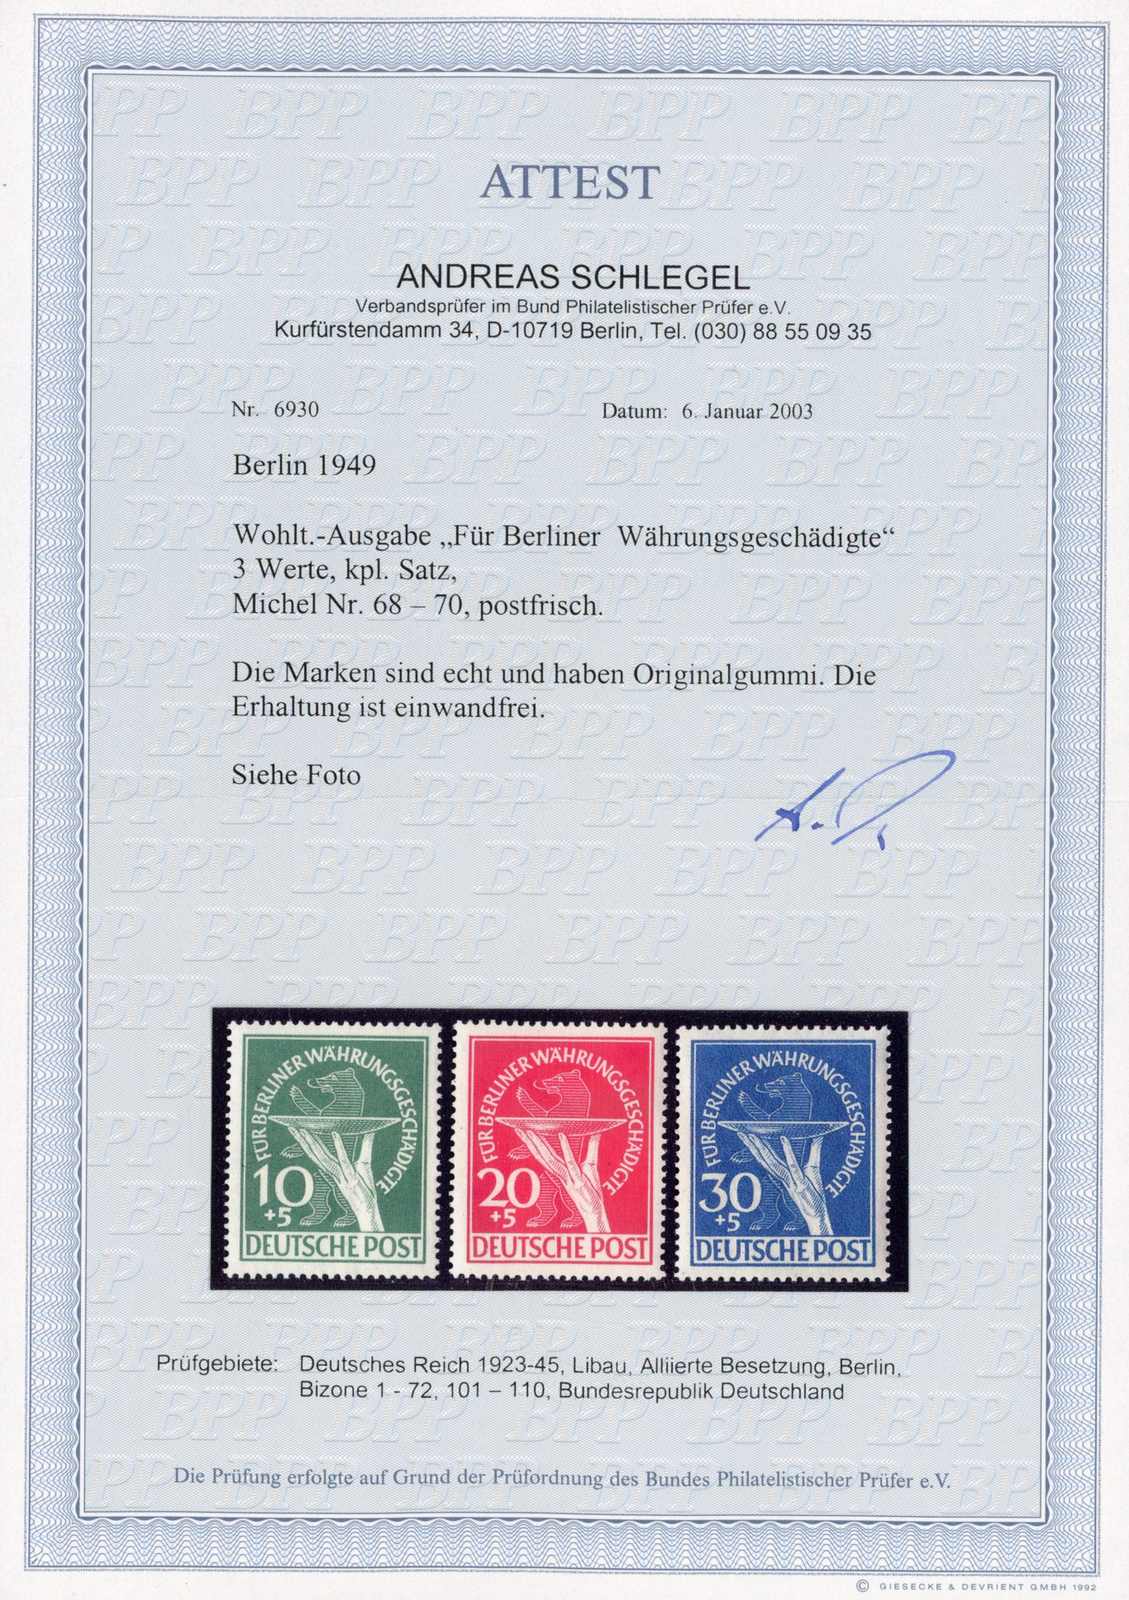 ATTEST
ANDREAS SCHLEGEL
Verbandsprüfer im Bund Philatelistischer Prüfer e.V.
Kurfürstendamm 34, D-10719 Berlin, Tel. (030) 88 55 09 35
Nr. 6930 Datum: 6. Januar 2003
Berlin 1949
Wohlt.-Ausgabe „Für Berliner Währungsgeschädigte“
3 Werte, kpl. Satz,
Michel Nr. 68 – 70, postfrisch.
Die Marken sind echt und haben Originalgummi. Die
Erhaltung ist einwandfrei.
Siehe Foto
FÜR BERLINER WÄHRUNGSGESCHÄDIGTE
10
+5
DEUTSCHE POST
FÜR BERLINER WÄHRUNGSGESCHÄDIGTE
20
+5
DEUTSCHE POST
FÜR BERLINER WÄHRUNGSGESCHÄDIGTE
30
+5
DEUTSCHE POST
Prüfgebiete: Deutsches Reich 1923-45, Libau, Alliierte Besetzung, Berlin,
Bizone 1 - 72, 101 – 110, Bundesrepublik Deutschland
Die Prüfung erfolgte auf Grund der Prüfordnung des Bundes Philatelistischer Prüfer e.V.
© GIESECKE & DEVRIENT GMBH 1992